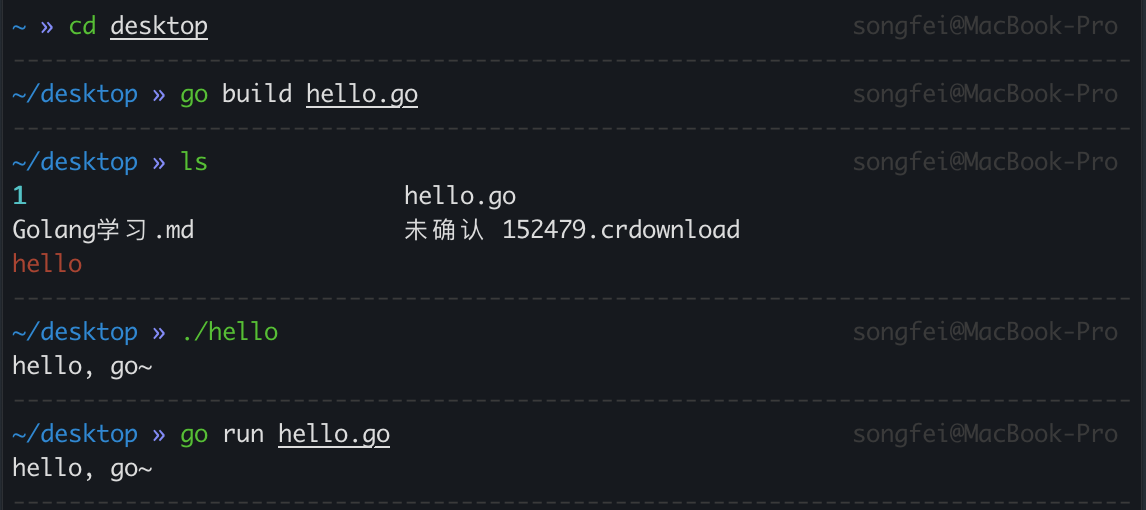 ~ » cd desktop songfei@MacBook-Pro
~/desktop » go build hello.go songfei@MacBook-Pro
~/desktop » ls songfei@MacBook-Pro
1 hello.go
Golang学习.md 未确认 152479.crdownload
hello
~/desktop » ./hello songfei@MacBook-Pro
hello, go~
~/desktop » go run hello.go songfei@MacBook-Pro
hello, go~